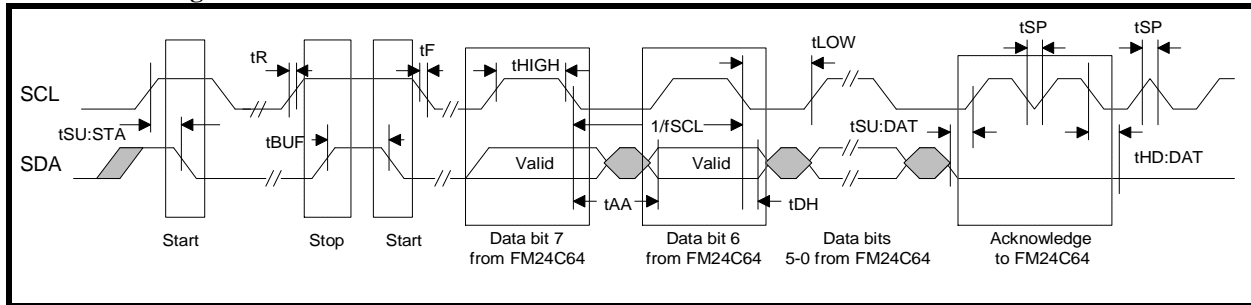 tSP tSP
tR tF tHIGH tLOW
SCL
tSU:STA tBUF 1/fSCL tSU:DAT tHD:DAT
SDA Valid Valid
tAA tDH
Start Stop Start Data bit 7 Data bit 6 Data bits Acknowledge
from FM24C64 from FM24C64 5-0 from FM24C64 to FM24C64